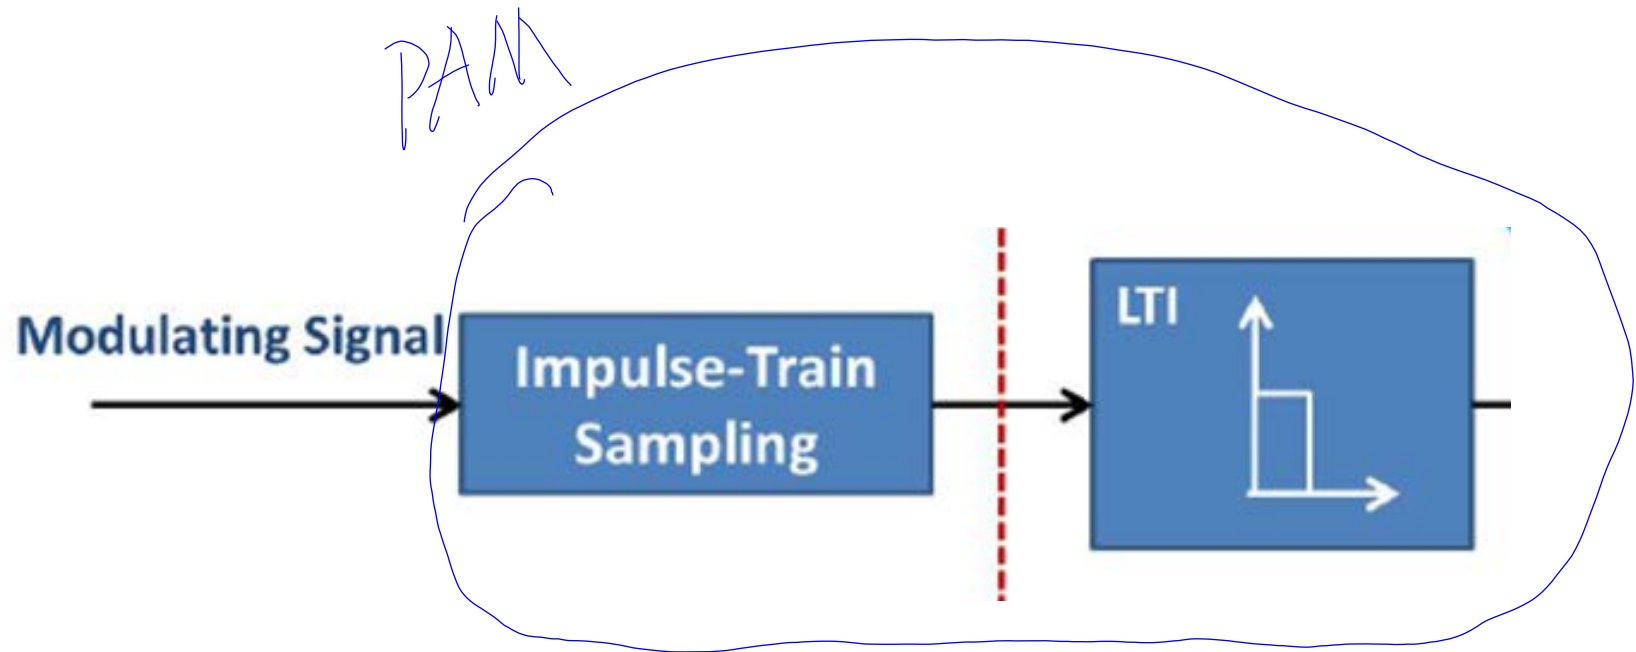 PAM
Modulating Signal
Impulse-Train
Sampling
LTI